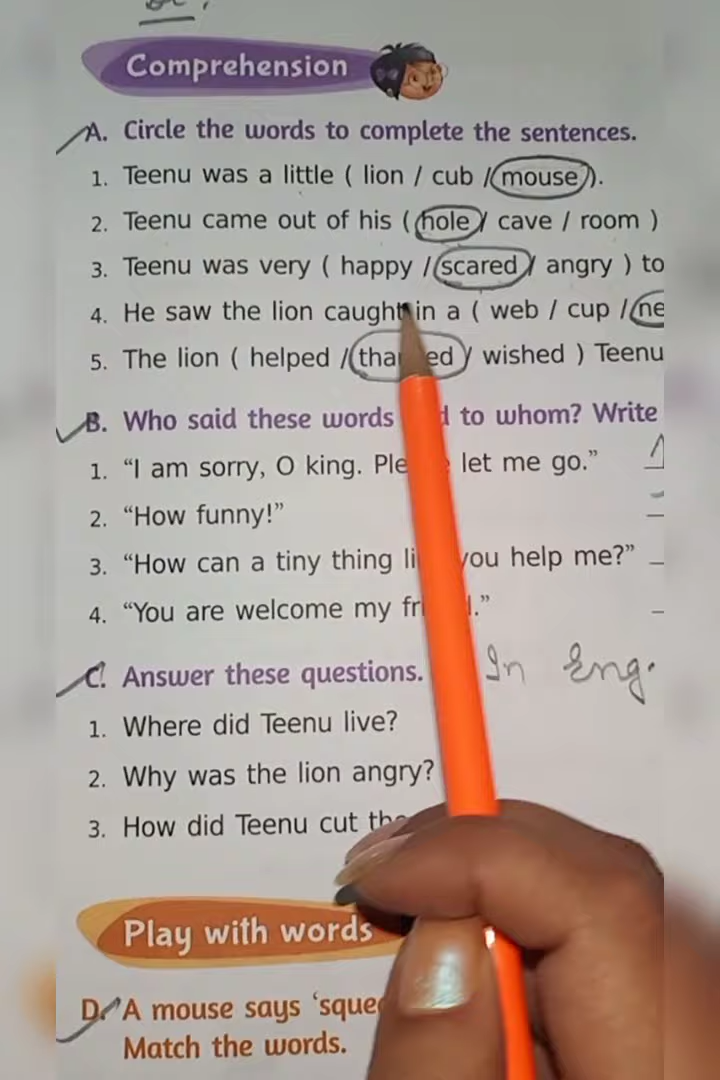 Comprehension
A. Circle the words to complete the sentences.
1. Teenu was a little ( lion / cub / mouse ).
2. Teenu came out of his ( hole / cave / room )
3. Teenu was very ( happy / scared / angry ) to
4. He saw the lion caught in a ( web / cup / ne
5. The lion ( helped / tha ed / wished ) Teenu
B. Who said these words to whom? Write
1. “I am sorry, O king. Ple let me go.”
2. “How funny!”
3. “How can a tiny thing li you help me?”
4. “You are welcome my fr .”
C. Answer these questions. In Eng.
1. Where did Teenu live?
2. Why was the lion angry?
3. How did Teenu cut the
Play with words
D. A mouse says ‘sque
Match the words.